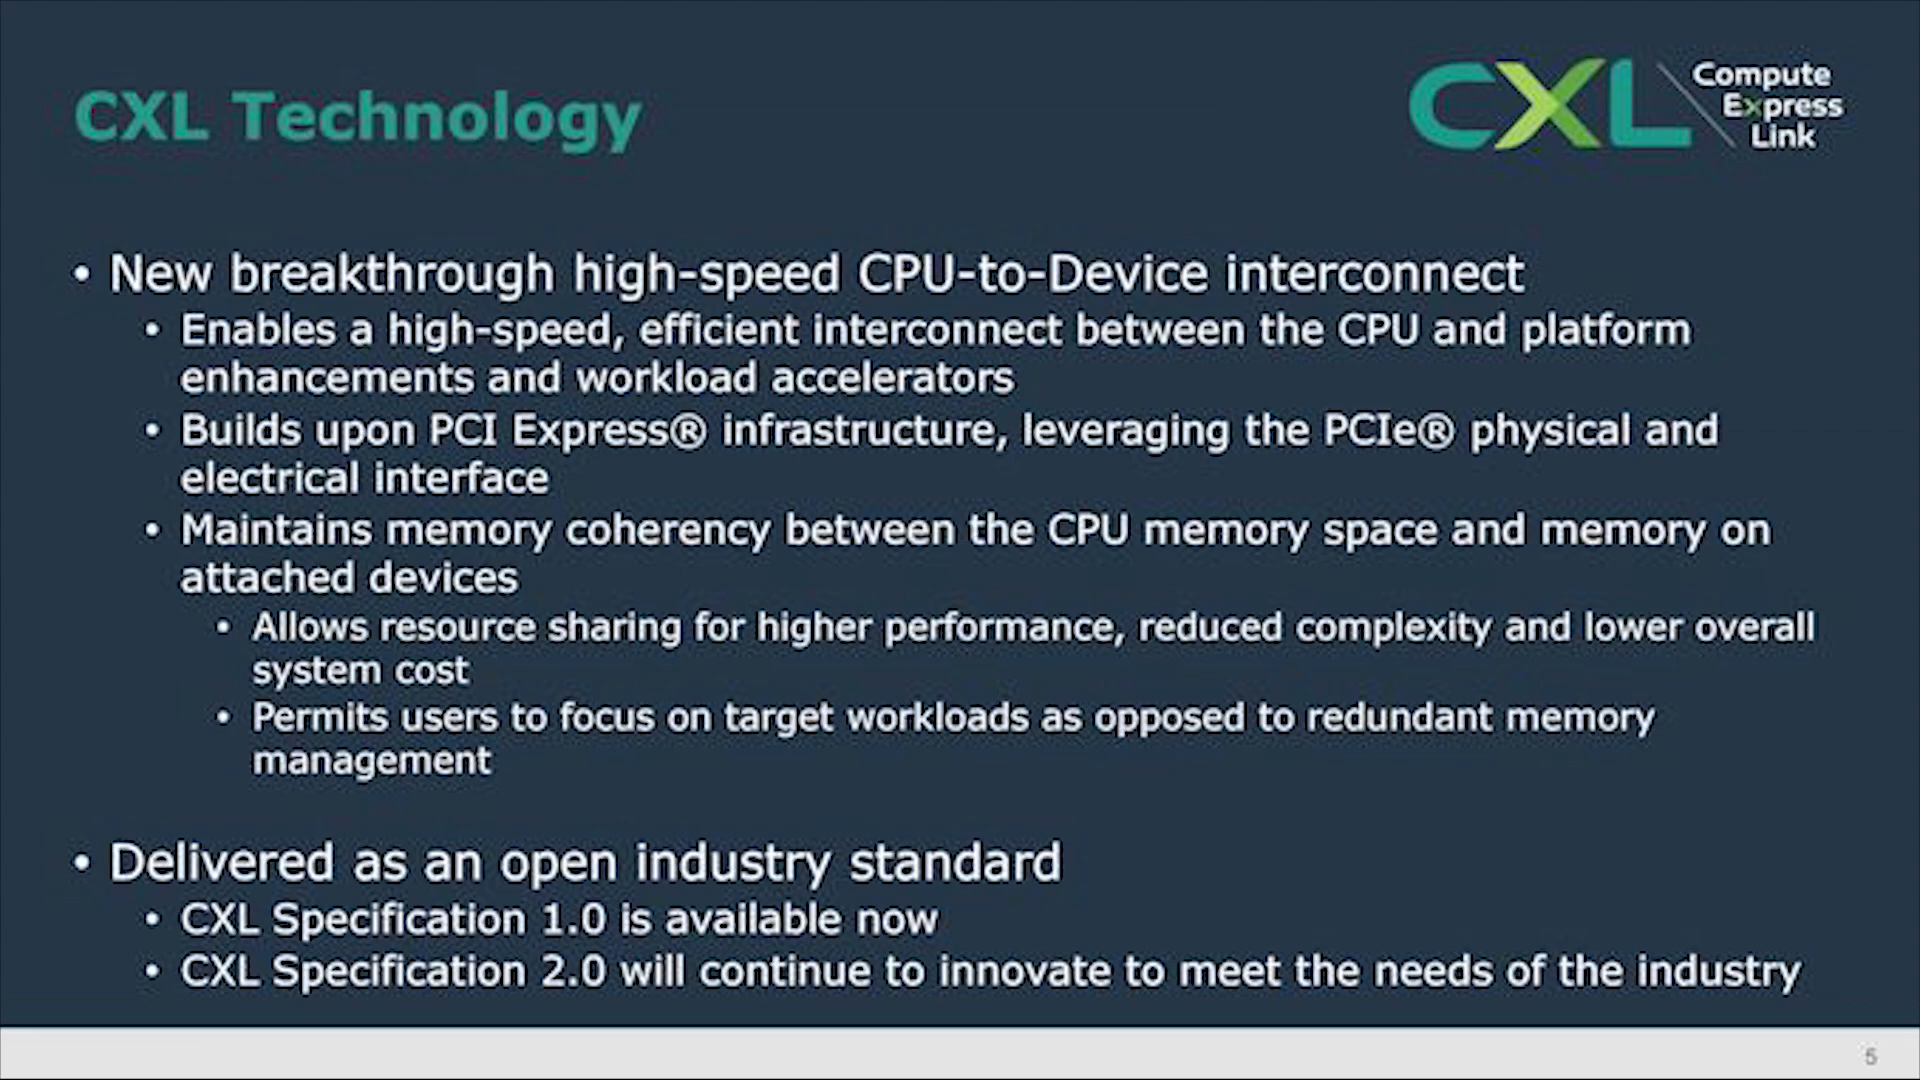 CXL Technology
CXL
Compute
Express
Link
• New breakthrough high-speed CPU-to-Device interconnect
• Enables a high-speed, efficient interconnect between the CPU and platform
enhancements and workload accelerators
• Builds upon PCI Express® infrastructure, leveraging the PCIe® physical and
electrical interface
• Maintains memory coherency between the CPU memory space and memory on
attached devices
• Allows resource sharing for higher performance, reduced complexity and lower overall
system cost
• Permits users to focus on target workloads as opposed to redundant memory
management
• Delivered as an open industry standard
• CXL Specification 1.0 is available now
• CXL Specification 2.0 will continue to innovate to meet the needs of the industry
5